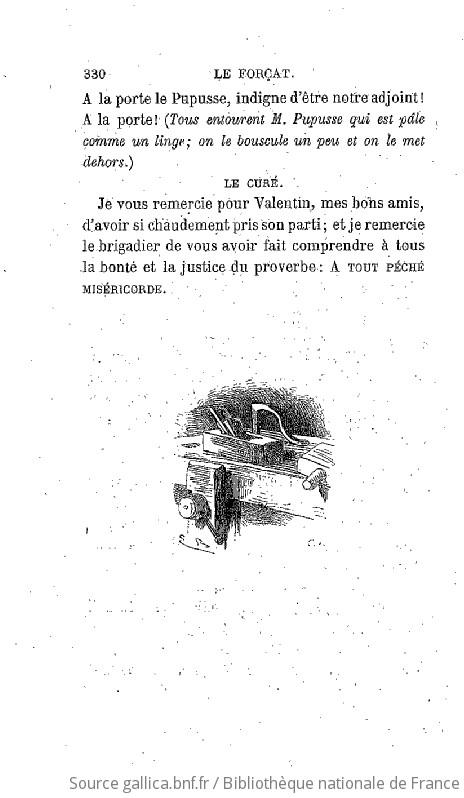 330 LE FORÇAT.
A la porte le Pupusse, indigne d'être notre adjoint!
A la porte! (Tous entourent M. Pupusse qui est pâle
comme un linge; on le bouscule un peu et on le met
dehors.)
LE CURÉ.
Je vous remercie pour Valentin, mes bons amis,
d'avoir si chaudement pris son parti; et je remercie
le brigadier de vous avoir fait comprendre à tous
la bonté et la justice du proverbe: A TOUT PÉCHÉ
MISÉRICORDE.
Source gallica.bnf.fr / Bibliothèque nationale de France